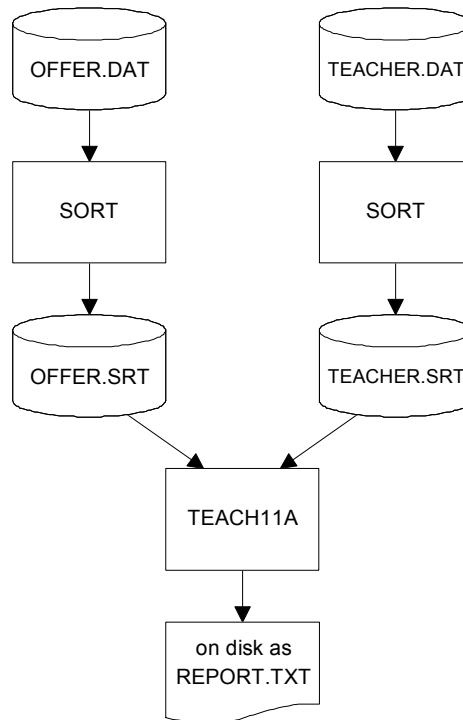 OFFER.DAT
TEACHER.DAT
SORT
SORT
OFFER.SRT
TEACHER.SRT
TEACH11A
on disk as
REPORT.TXT